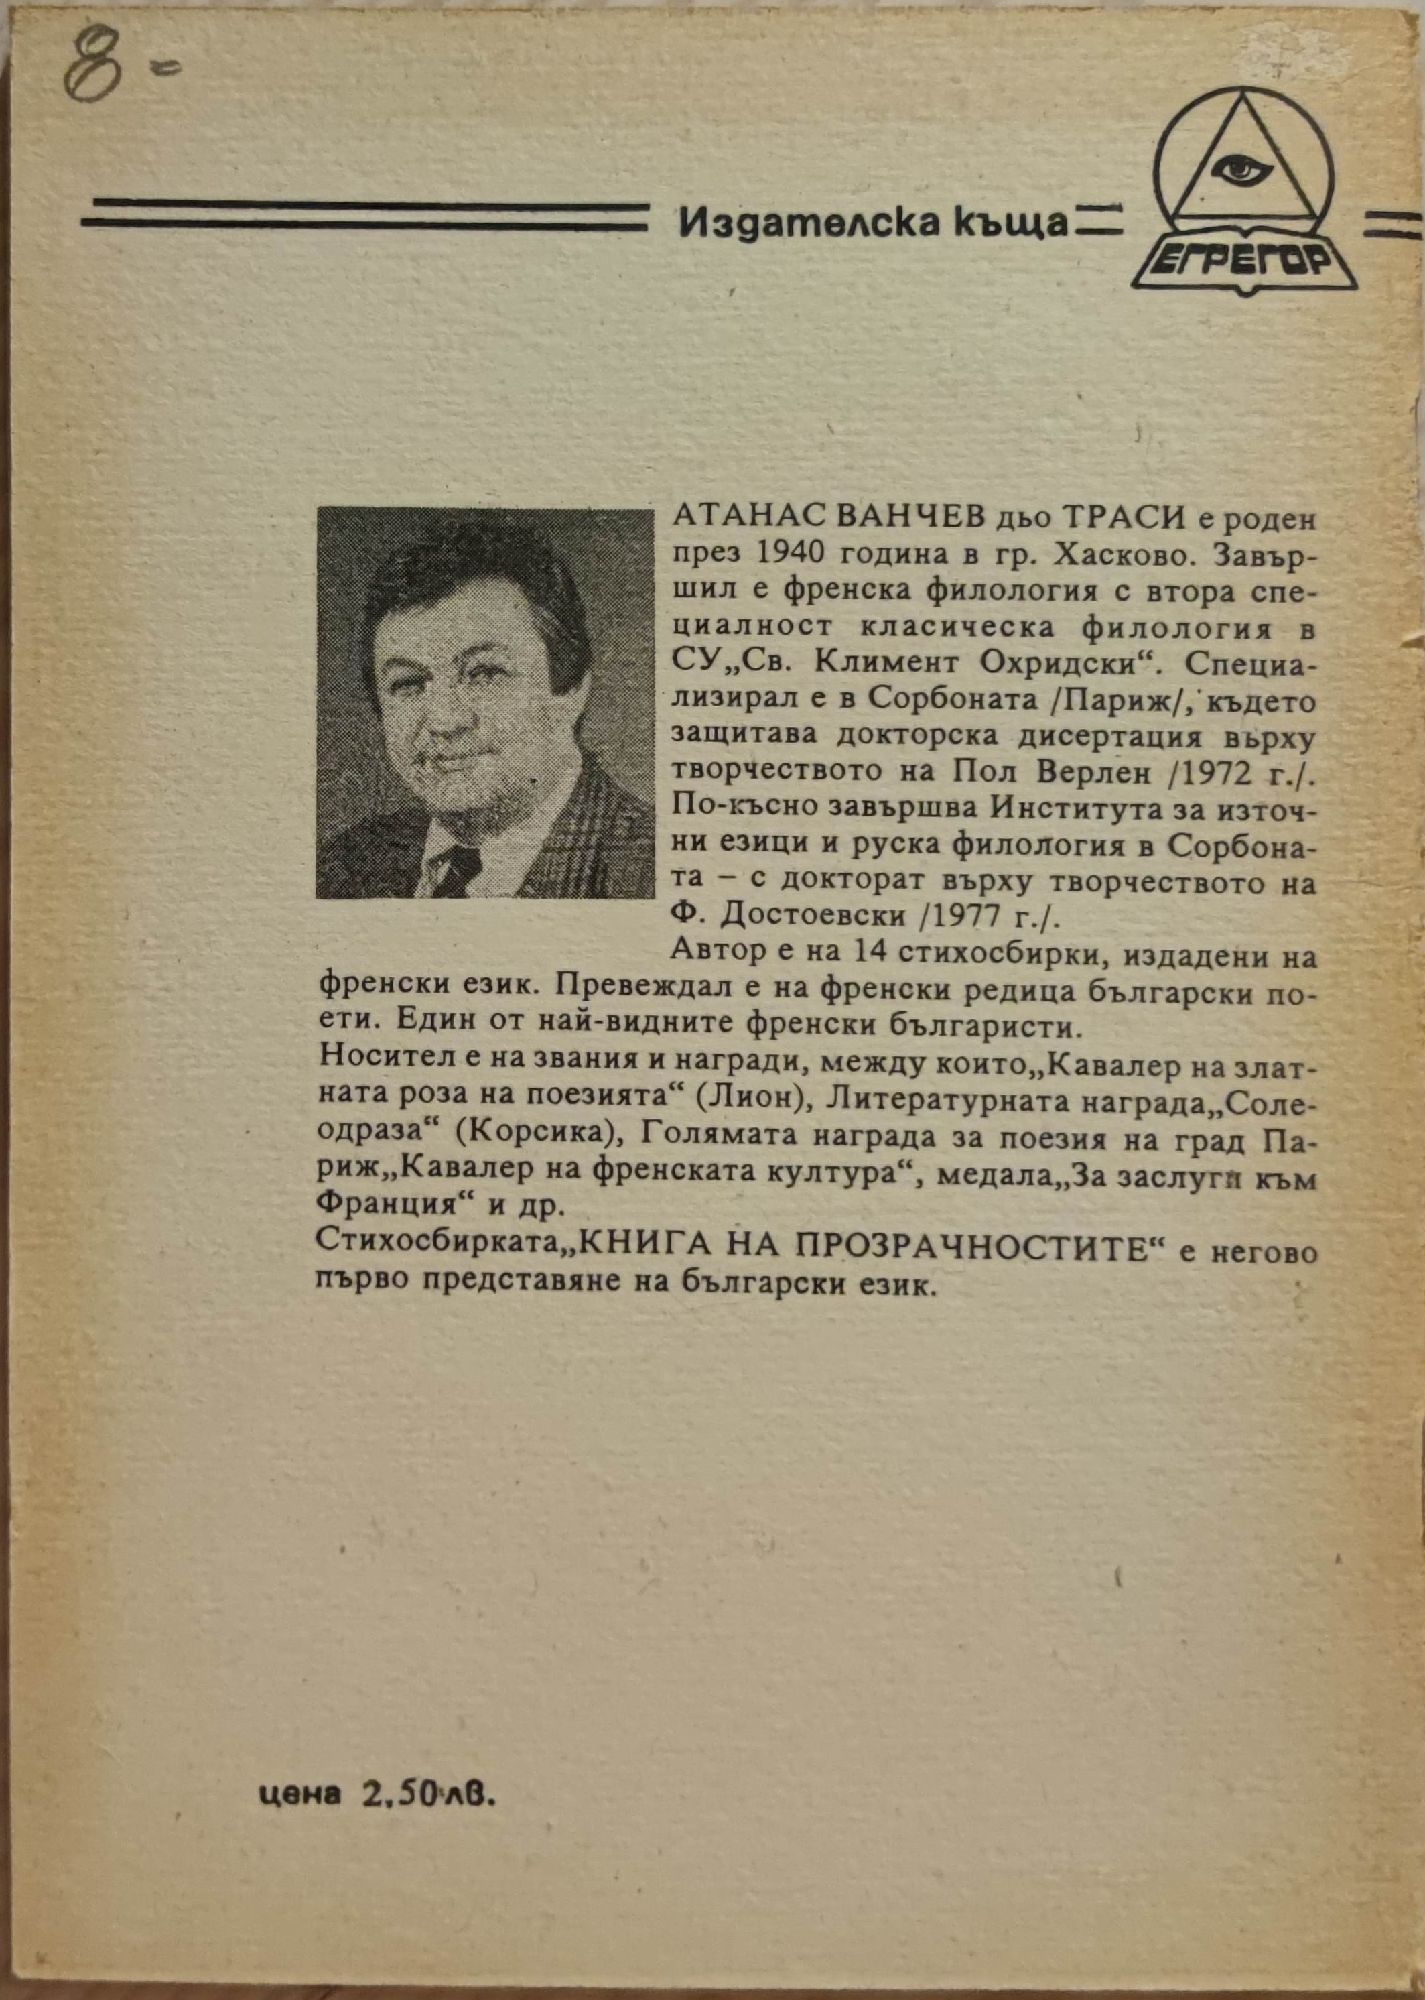 8 =
Издателска къща
ЕГРЕГОР
АТАНАС ВАНЧЕВ дьо ТРАСИ е роден
през 1940 година в гр. Хасково. Завър-
шил е френска филология с втора спе-
циалност класическа филология в
СУ„Св. Климент Охридски“. Специа-
лизирал е в Сорбоната /Париж/, където
защитава докторска дисертация върху
творчеството на Пол Верлен /1972 г./.
По-късно завършва Института за източ-
ни езици и руска филология в Сорбона-
та – с докторат върху творчеството на
Ф. Достоевски /1977 г./.
Автор е на 14 стихосбирки, издадени на
френски език. Превеждал е на френски редица български по-
ети. Един от най-видните френски българисти.
Носител е на звания и награди, между които„Кавалер на злат-
ната роза на поезията“ (Лион), Литературната награда„Соле-
одраза“ (Корсика), Голямата награда за поезия на град Па-
риж„Кавалер на френската култура“, медала„За заслуги към
Франция“ и др.
Стихосбирката„КНИГА НА ПРОЗРАЧНОСТИТЕ“ е негово
първо представяне на български език.
цена 2.50 лв.